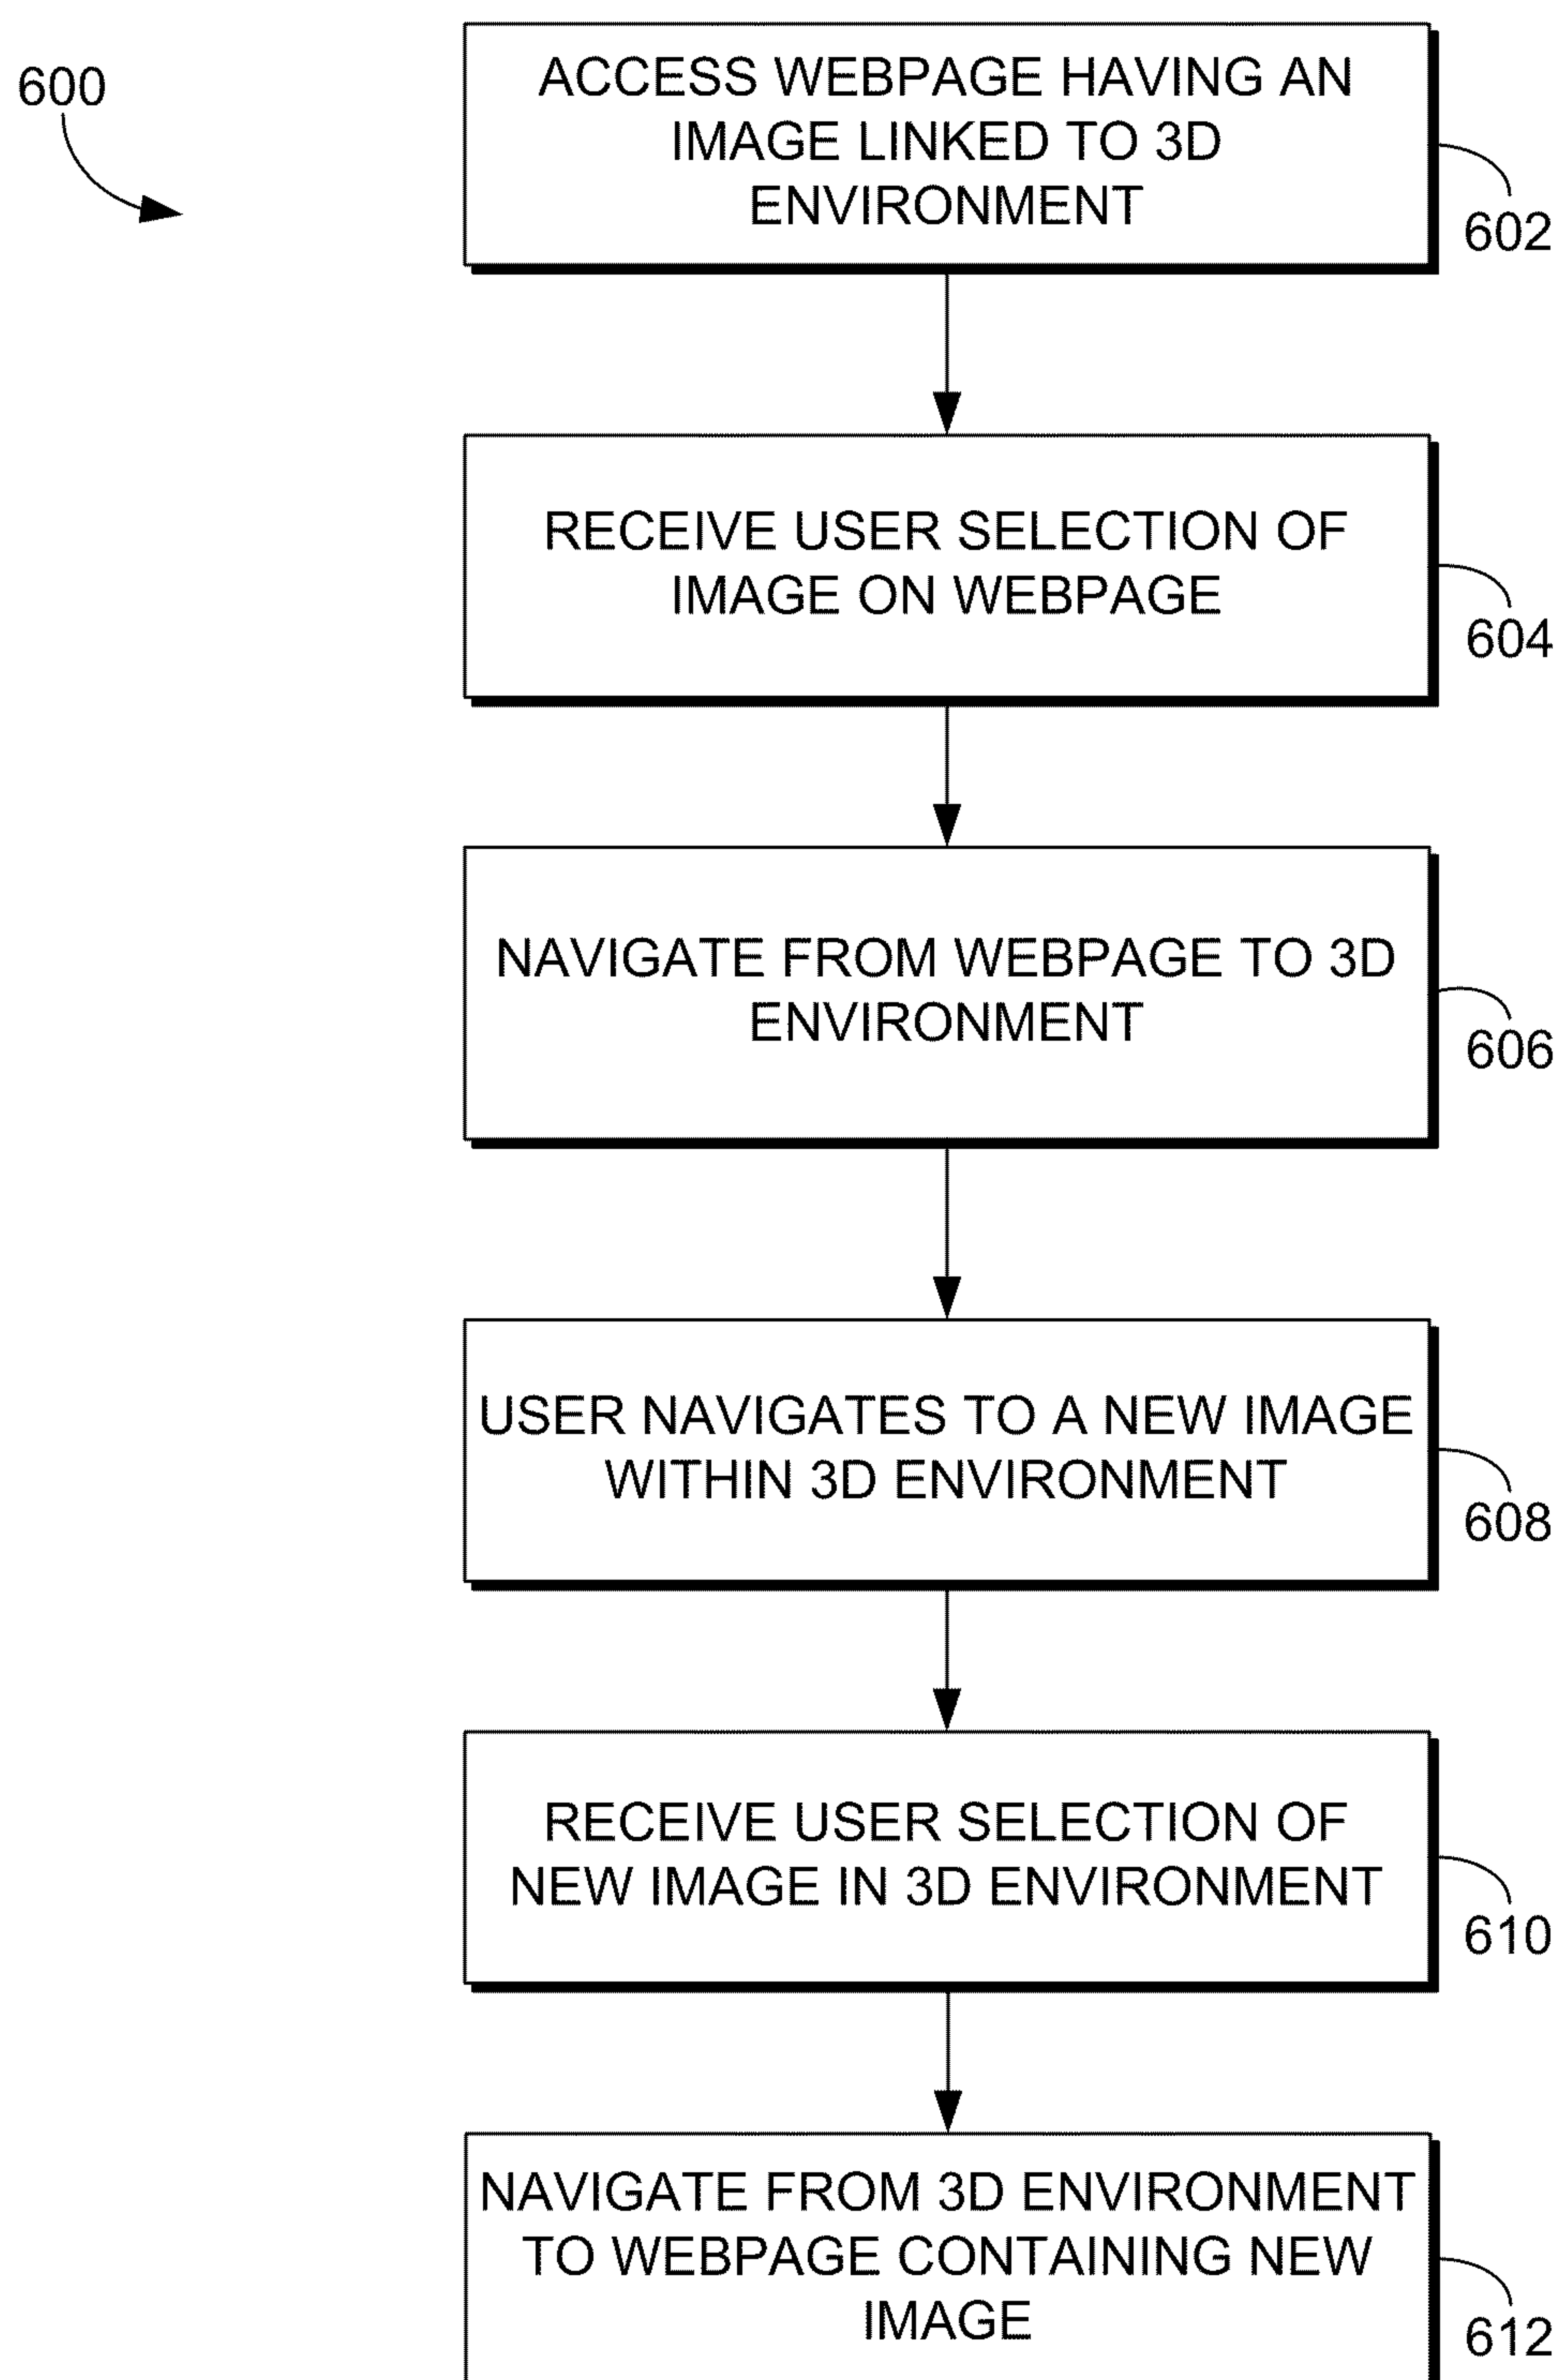 600
ACCESS WEBPAGE HAVING AN
IMAGE LINKED TO 3D
ENVIRONMENT
602
RECEIVE USER SELECTION OF
IMAGE ON WEBPAGE
604
NAVIGATE FROM WEBPAGE TO 3D
ENVIRONMENT
606
USER NAVIGATES TO A NEW IMAGE
WITHIN 3D ENVIRONMENT
608
RECEIVE USER SELECTION OF
NEW IMAGE IN 3D ENVIRONMENT
610
NAVIGATE FROM 3D ENVIRONMENT
TO WEBPAGE CONTAINING NEW
IMAGE
612